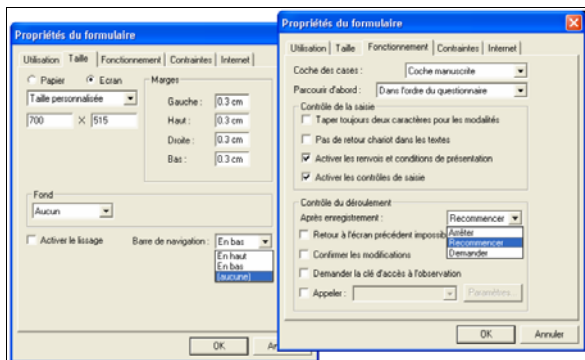 Propriétés du formulaire
Utilisation Taille Fonctionnement Contraintes Internet
Papier Ecran
Taille personnalisée
700 X 515
Marges
Gauche : 0.3 cm
Haut : 0.3 cm
Droite : 0.3 cm
Bas : 0.3 cm
Fond
Aucun
Activer le lissage Barre de navigation : En bas
En haut
En bas
(aucune)
OK An
Propriétés du formulaire
Utilisation Taille Fonctionnement Contraintes Internet
Coche des cases : Coche manuscrite
Parcourir d'abord : Dans l'ordre du questionnaire
Contrôle de la saisie
Taper toujours deux caractères pour les modalités
Pas de retour chariot dans les textes
Activer les renvois et conditions de présentation
Activer les contrôles de saisie
Contrôle du déroulement
Après enregistrement : Recommencer
Retour à l'écran précédent impossib
Arrêter
Recommencer
Demander
Confirmer les modifications
Demander la clé d'accès à l'observation
Appeler : Paramètres...
OK Annuler